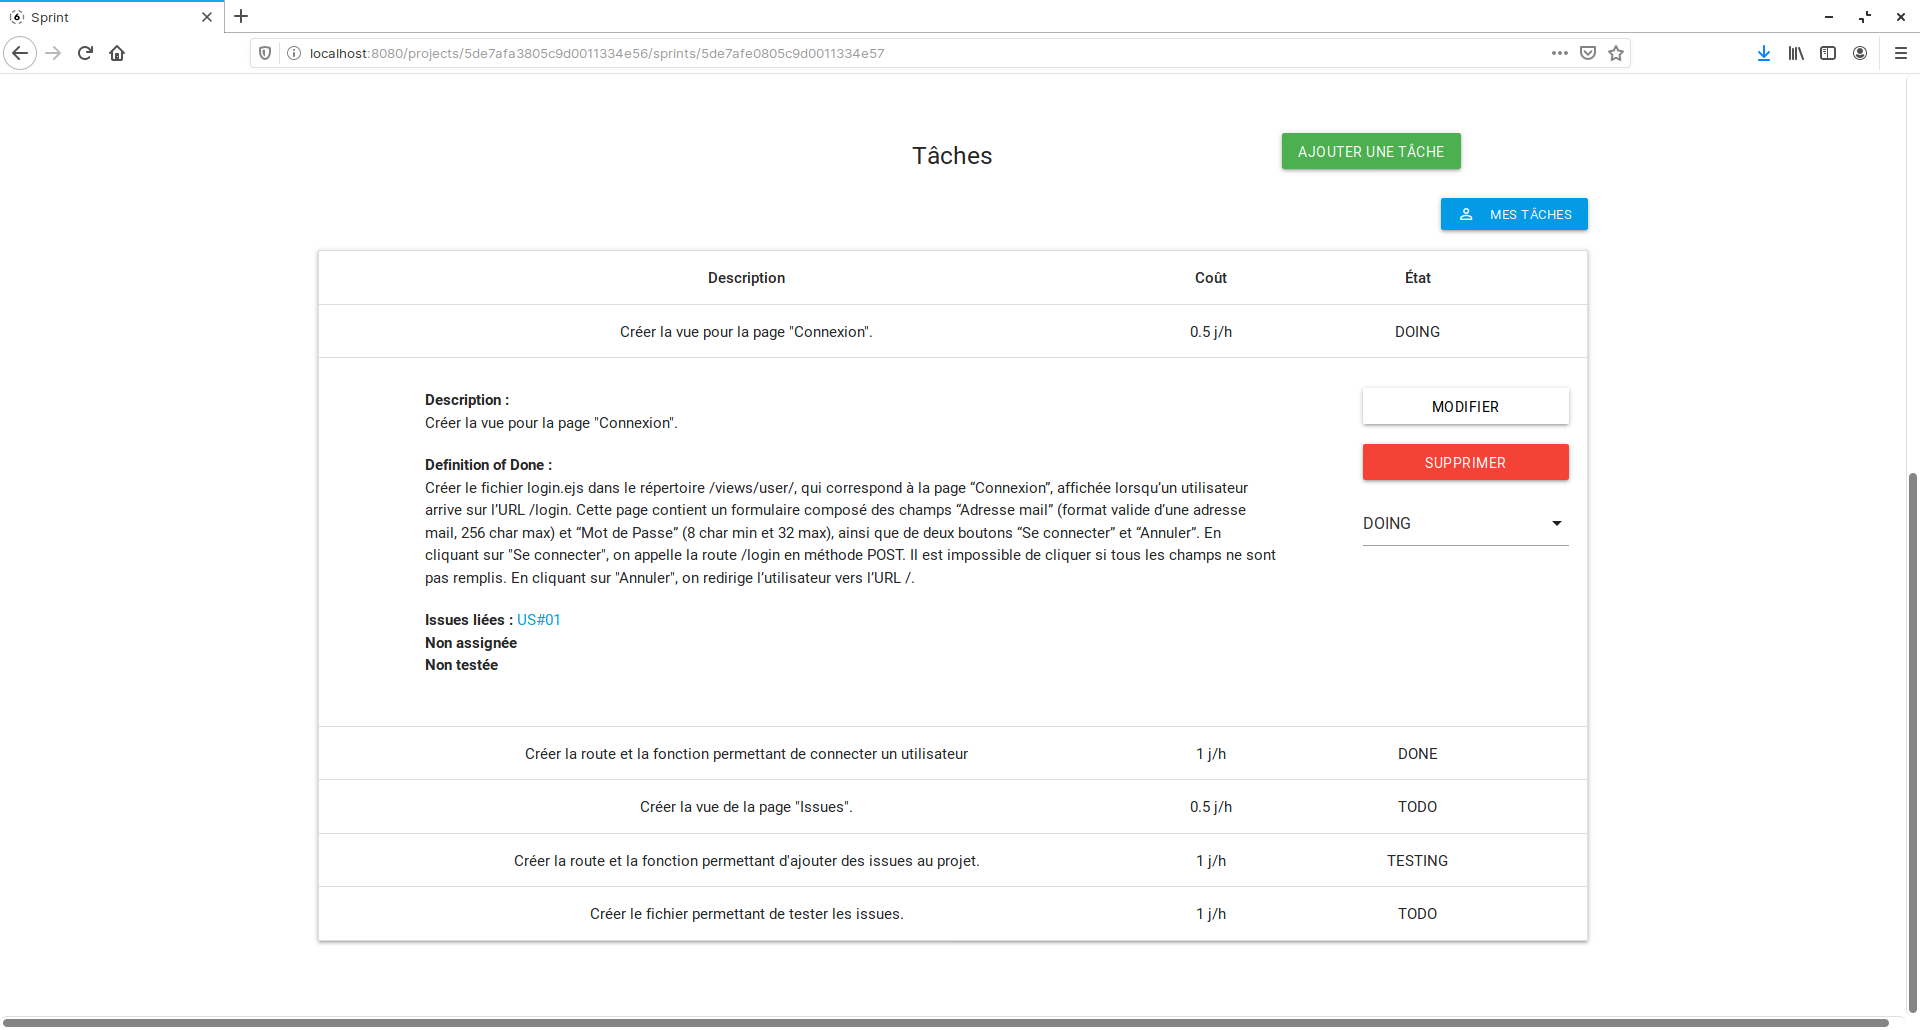 Sprint
localhost:8080/projects/5de7afa3805c9d0011334e56/sprints/5de7afe0805c9d0011334e57
Tâches
AJOUTER UNE TÂCHE
MES TÂCHES
Description Coût État
Créer la vue pour la page "Connexion". 0.5 j/h DOING
Description :
Créer la vue pour la page "Connexion".
MODIFIER
Definition of Done :
SUPPRIMER
Créer le fichier login.ejs dans le répertoire /views/user/, qui correspond à la page “Connexion”, affichée lorsqu’un utilisateur
arrive sur l’URL /login. Cette page contient un formulaire composé des champs “Adresse mail” (format valide d’une adresse
mail, 256 char max) et “Mot de Passe” (8 char min et 32 max), ainsi que de deux boutons “Se connecter” et “Annuler”. En
cliquant sur "Se connecter", on appelle la route /login en méthode POST. Il est impossible de cliquer si tous les champs ne sont
pas remplis. En cliquant sur "Annuler", on redirige l’utilisateur vers l’URL /.
DOING
Issues liées : US#01
Non assignée
Non testée
Créer la route et la fonction permettant de connecter un utilisateur 1 j/h DONE
Créer la vue de la page "Issues". 0.5 j/h TODO
Créer la route et la fonction permettant d'ajouter des issues au projet. 1 j/h TESTING
Créer le fichier permettant de tester les issues. 1 j/h TODO